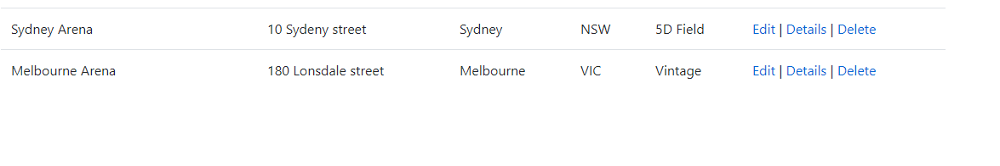 Sydney Arena 10 Sydeny street Sydney NSW 5D Field Edit | Details | Delete
Melbourne Arena 180 Lonsdale street Melbourne VIC Vintage Edit | Details | Delete